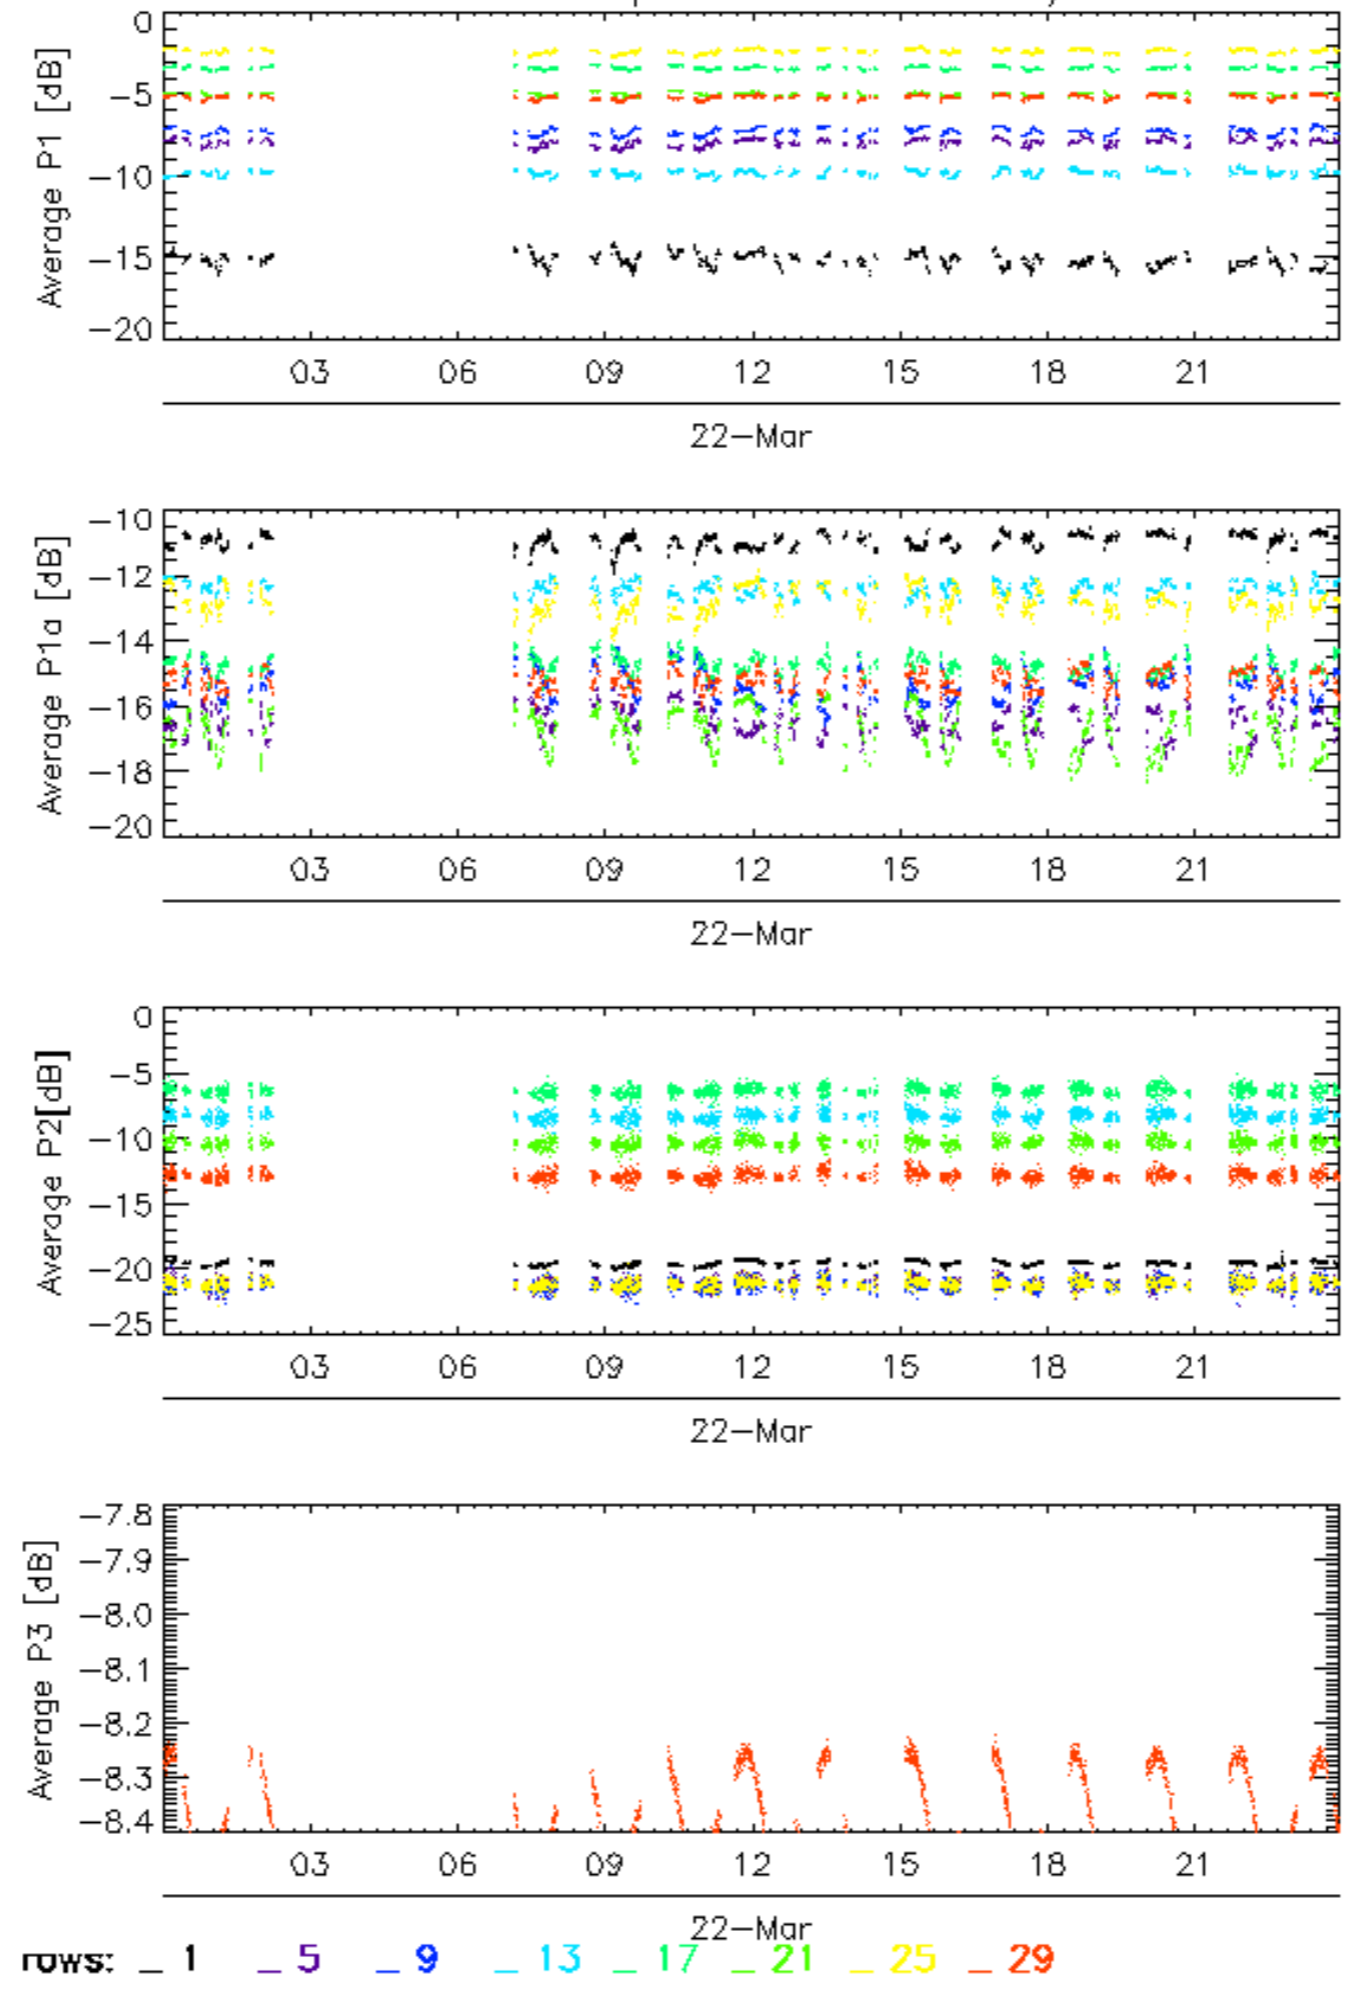 0
−5
−10
−15
−20
Average P1 [dB]
03 06 09 12 15 18 21
22−Mar
−10
−12
−14
−16
−18
−20
Average P1a [dB]
03 06 09 12 15 18 21
22−Mar
0
−5
−10
−15
−20
−25
Average P2[dB]
03 06 09 12 15 18 21
22−Mar
−7.8
−7.9
−8.0
−8.1
−8.2
−8.3
−8.4
Average P3 [dB]
03 06 09 12 15 18 21
22−Mar
rows: _ 1 _ 5 _ 9 _ 13 _ 17 _ 21 _ 25 _ 29